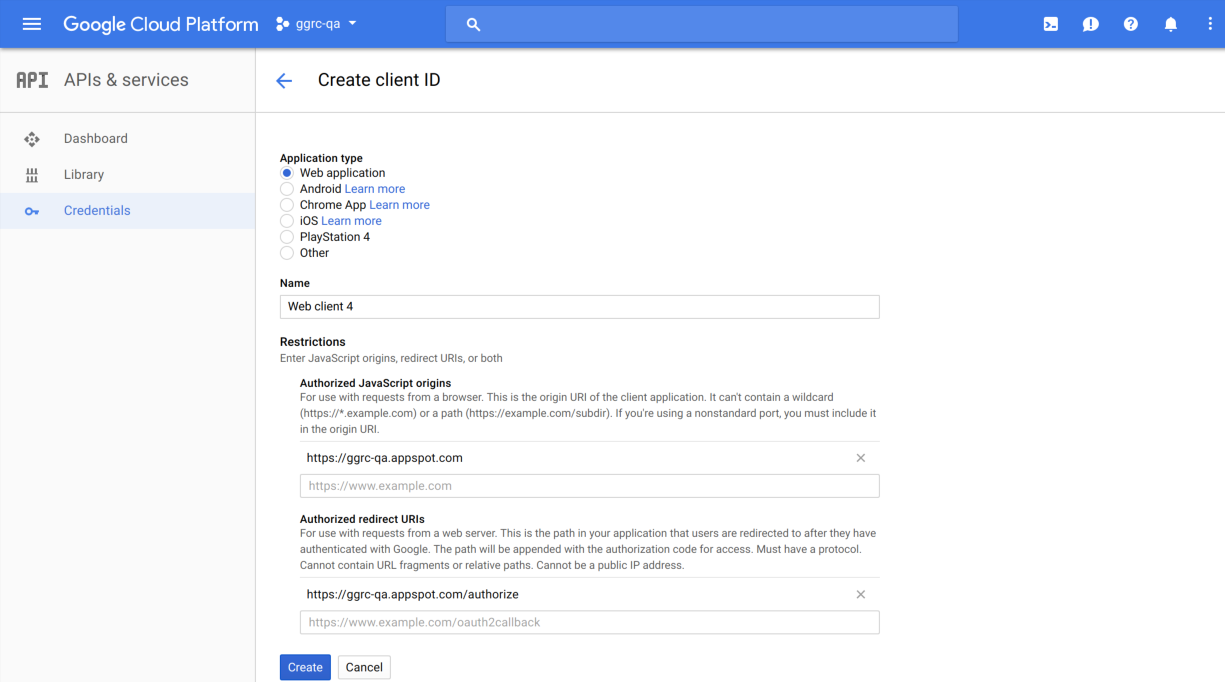 Google Cloud Platform
ggrc-qa
API
APIs & services
Create client ID
Dashboard
Library
Credentials
Application type
Web application
Android Learn more
Chrome App Learn more
iOS Learn more
PlayStation 4
Other
Name
Web client 4
Restrictions
Enter JavaScript origins, redirect URIs, or both
Authorized JavaScript origins
For use with requests from a browser. This is the origin URI of the client application. It can't contain a wildcard
(https://*.example.com) or a path (https://example.com/subdir). If you're using a nonstandard port, you must include it
in the origin URI.
https://ggrc-qa.appspot.com
https://www.example.com
Authorized redirect URIs
For use with requests from a web server. This is the path in your application that users are redirected to after they have
authenticated with Google. The path will be appended with the authorization code for access. Must have a protocol.
Cannot contain URL fragments or relative paths. Cannot be a public IP address.
https://ggrc-qa.appspot.com/authorize
https://www.example.com/oauth2callback
Create
Cancel